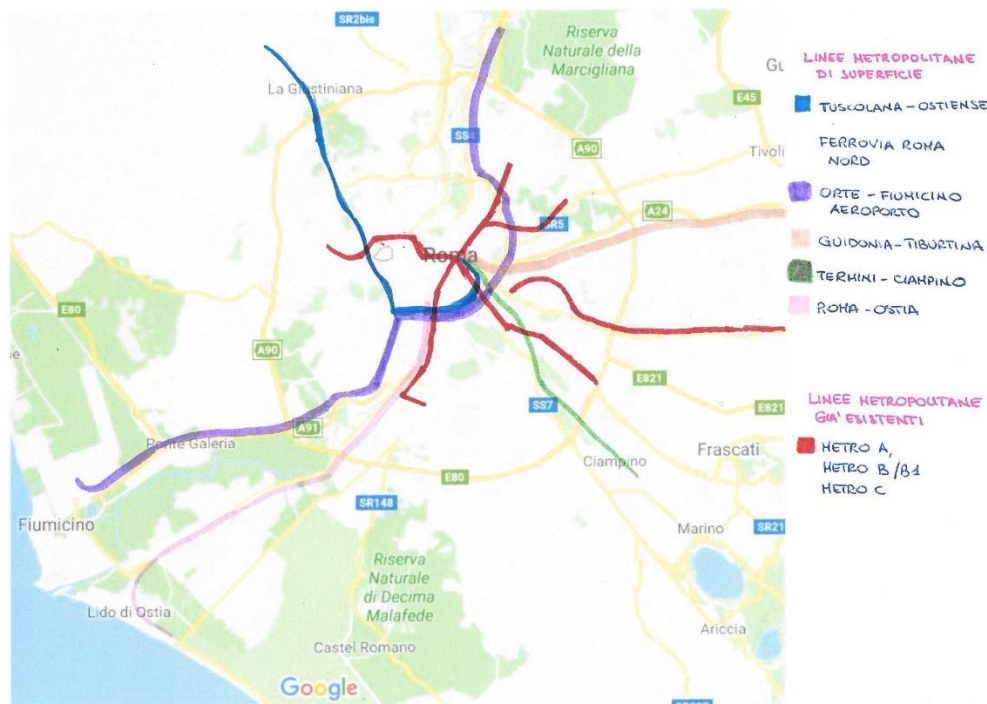 SR2bis
Riserva
Naturale della
Marcigliana
La Giustiniana
Gu
E45
SS4
A90
Tivoli
SR5
A24
Roma
E80
A90
E821
E821
SS7
A91
Ponte Galeria
Ciampino
Frascati
E80
Fiumicino
SR148
Marino
SR21
Riserva
Naturale
di Decima
Malafede
Lido di Ostia
Ariccia
Castel Romano
Google
LINEE METROPOLITANE
DI SUPERFICIE
TUSCOLANA - OSTIENSE
FERROVIA ROMA
NORD
ORTE - FIUMICINO
AEROPORTO
GUIDONIA - TIBURTINA
TERMINI - CIAMPINO
ROMA - OSTIA
LINEE METROPOLITANE
GIA' ESISTENTI
METRO A,
METRO B/B1
METRO C